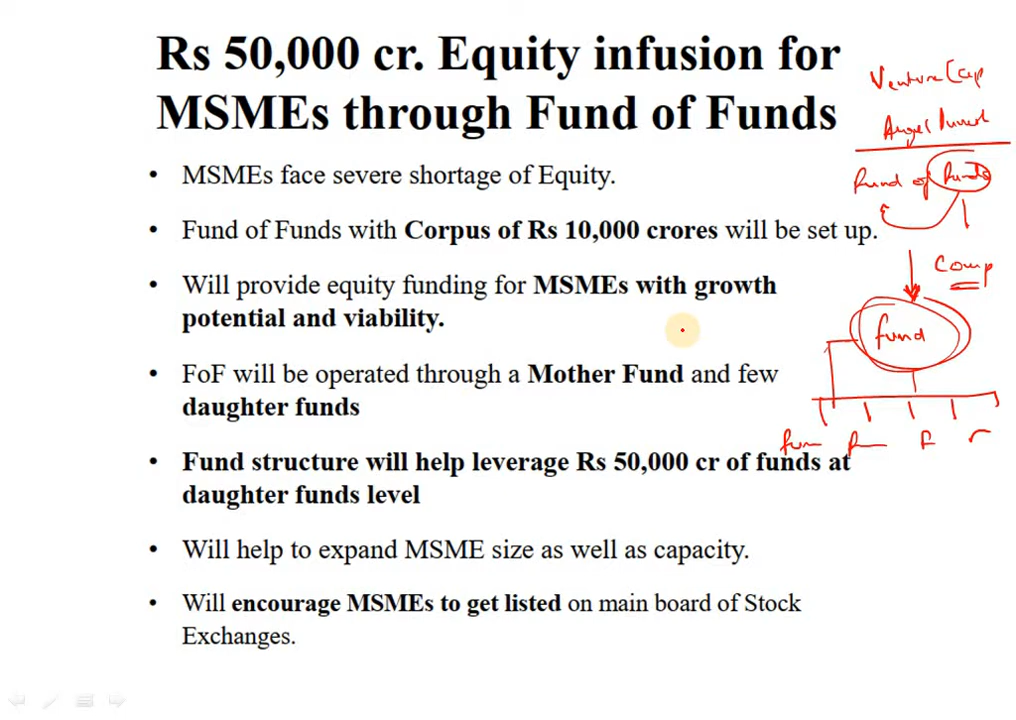 Rs 50,000 cr. Equity infusion for
MSMEs through Fund of Funds
• MSMEs face severe shortage of Equity.
• Fund of Funds with Corpus of Rs 10,000 crores will be set up.
• Will provide equity funding for MSMEs with growth
potential and viability.
• FoF will be operated through a Mother Fund and few
daughter funds
• Fund structure will help leverage Rs 50,000 cr of funds at
daughter funds level
• Will help to expand MSME size as well as capacity.
• Will encourage MSMEs to get listed on main board of Stock
Exchanges.
Venture Cap
Angel
Fund of Funds
Comp
fund
F